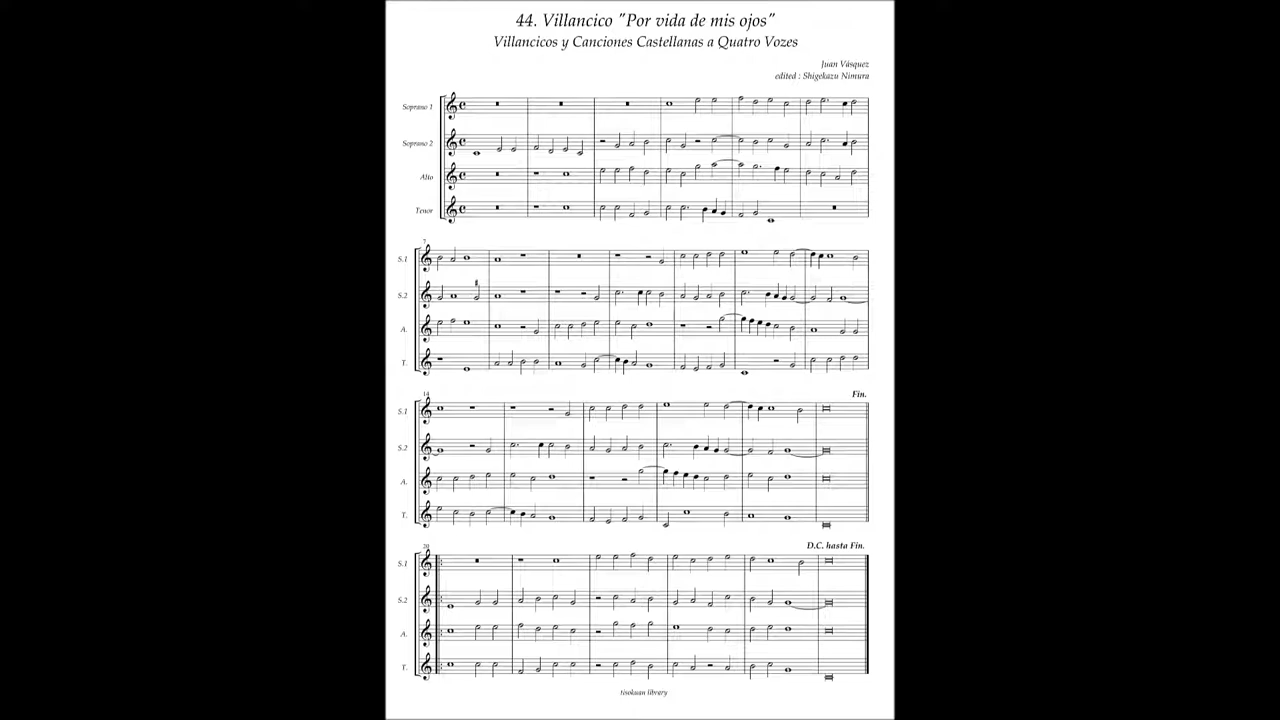 44. Villancico "Por vida de mis ojos"
Villancicos y Canciones Castellanas a Quatro Vozes
Juan Vásquez
edited : Shigekazu Nimura
Soprano 1
Soprano 2
Alto
Tenor
7
S.1
S.2
A.
T.
14
Fin.
S.1
S.2
A.
T.
20
D.C. hasta Fin.
S.1
S.2
A.
T.
tisokuan library